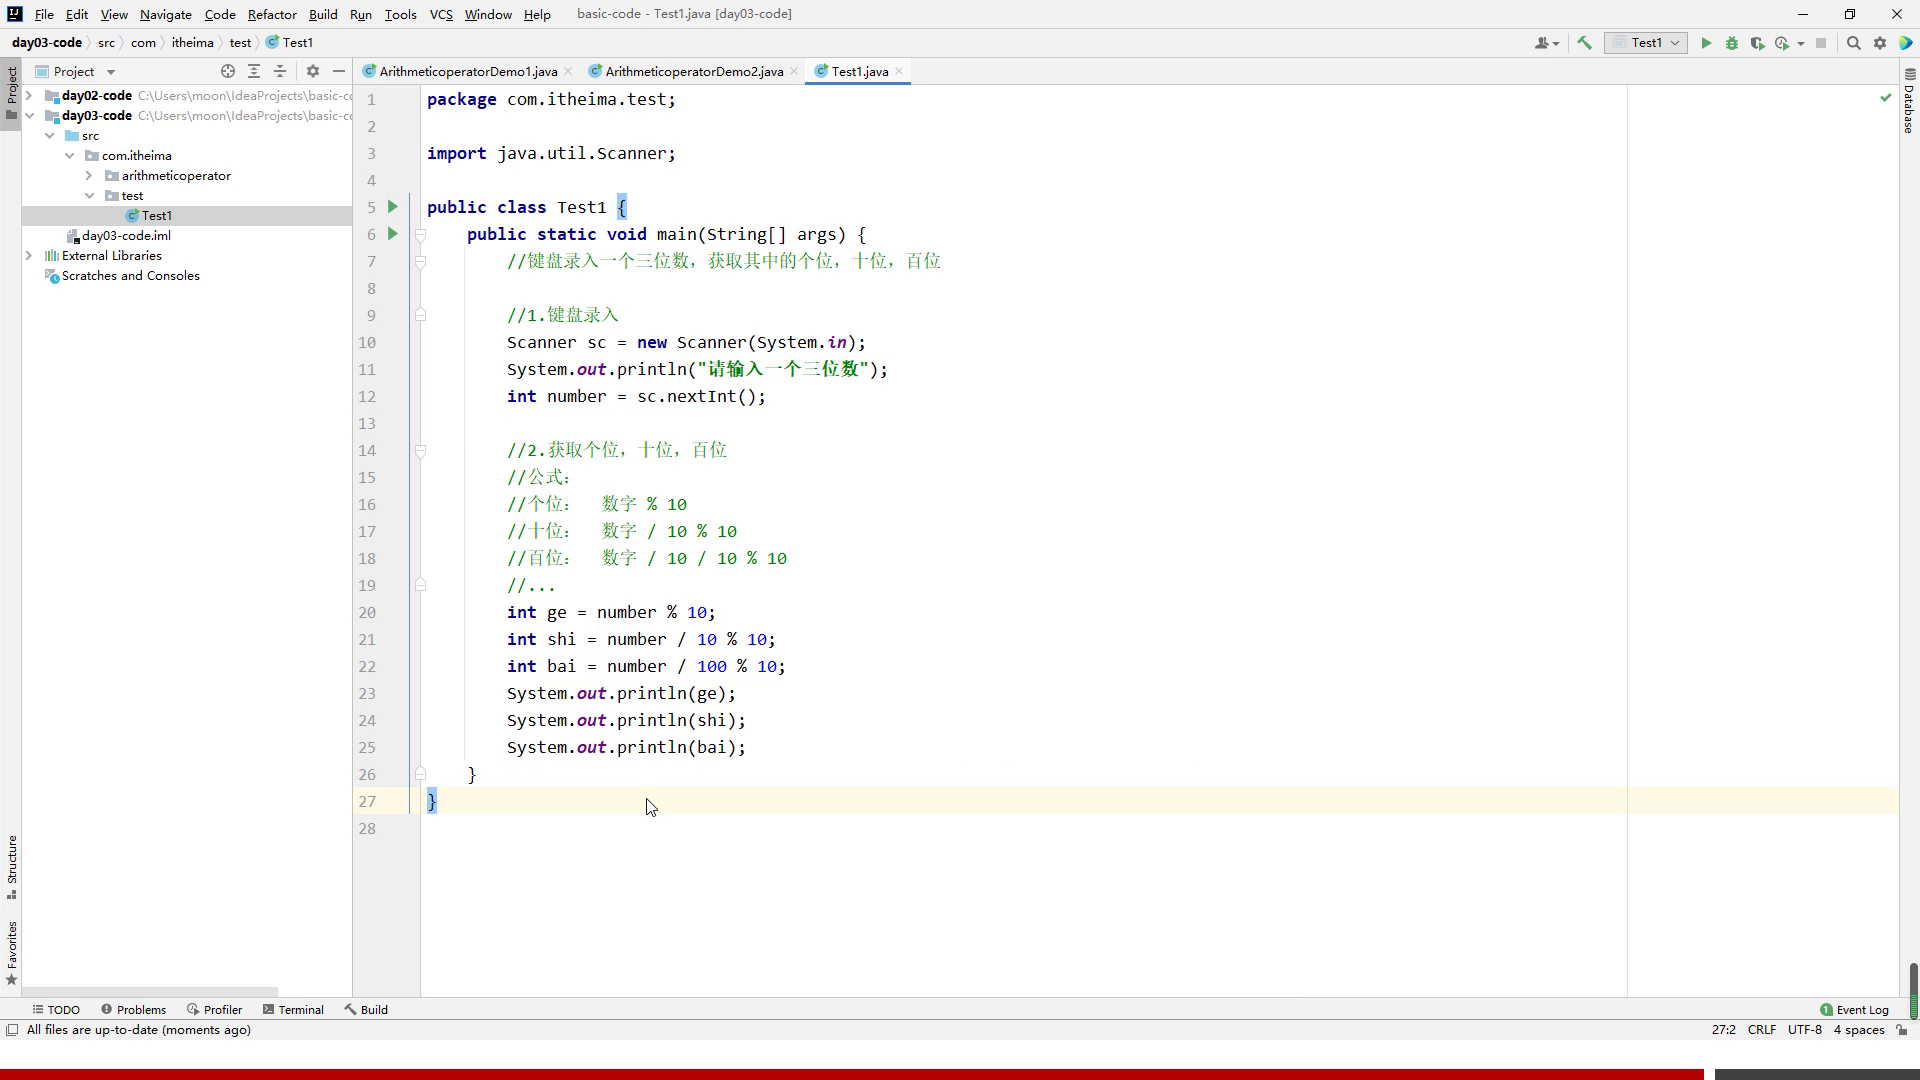 File Edit View Navigate Code Refactor Build Run Tools VCS Window Help basic-code - Test1.java [day03-code]
day03-code src com itheima test Test1 Test1
Project ArithmeticoperatorDemo1.java ArithmeticoperatorDemo2.java Test1.java
Project
Database
day02-code C:\Users\moon\IdeaProjects\basic-co
day03-code C:\Users\moon\IdeaProjects\basic-co
src
com.itheima
arithmeticoperator
test
Test1
day03-code.iml
External Libraries
Scratches and Consoles
1 package com.itheima.test;
2
3 import java.util.Scanner;
4
5 public class Test1 {
6 public static void main(String[] args) {
7 //键盘录入一个三位数，获取其中的个位，十位，百位
8
9 //1.键盘录入
10 Scanner sc = new Scanner(System.in);
11 System.out.println("请输入一个三位数");
12 int number = sc.nextInt();
13
14 //2.获取个位，十位，百位
15 //公式：
16 //个位： 数字 % 10
17 //十位： 数字 / 10 % 10
18 //百位： 数字 / 10 / 10 % 10
19 //...
20 int ge = number % 10;
21 int shi = number / 10 % 10;
22 int bai = number / 100 % 10;
23 System.out.println(ge);
24 System.out.println(shi);
25 System.out.println(bai);
26 }
27 }
28
Structure
Favorites
TODO Problems Profiler Terminal Build 1 Event Log
All files are up-to-date (moments ago) 27:2 CRLF UTF-8 4 spaces